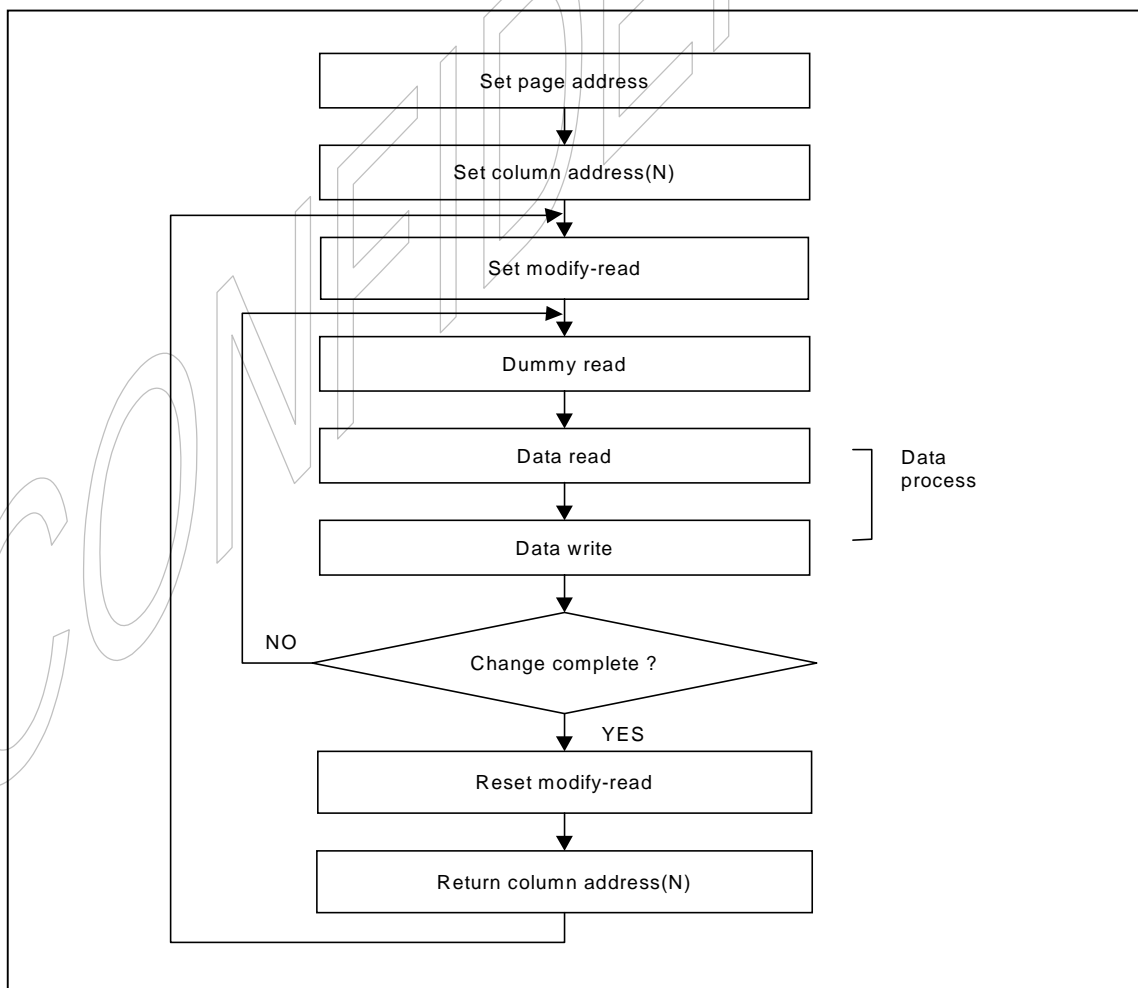 Set page address
Set column address(N)
Set modify-read
Dummy read
Data read
Data
process
Data write
NO
Change complete ?
YES
Reset modify-read
Return column address(N)